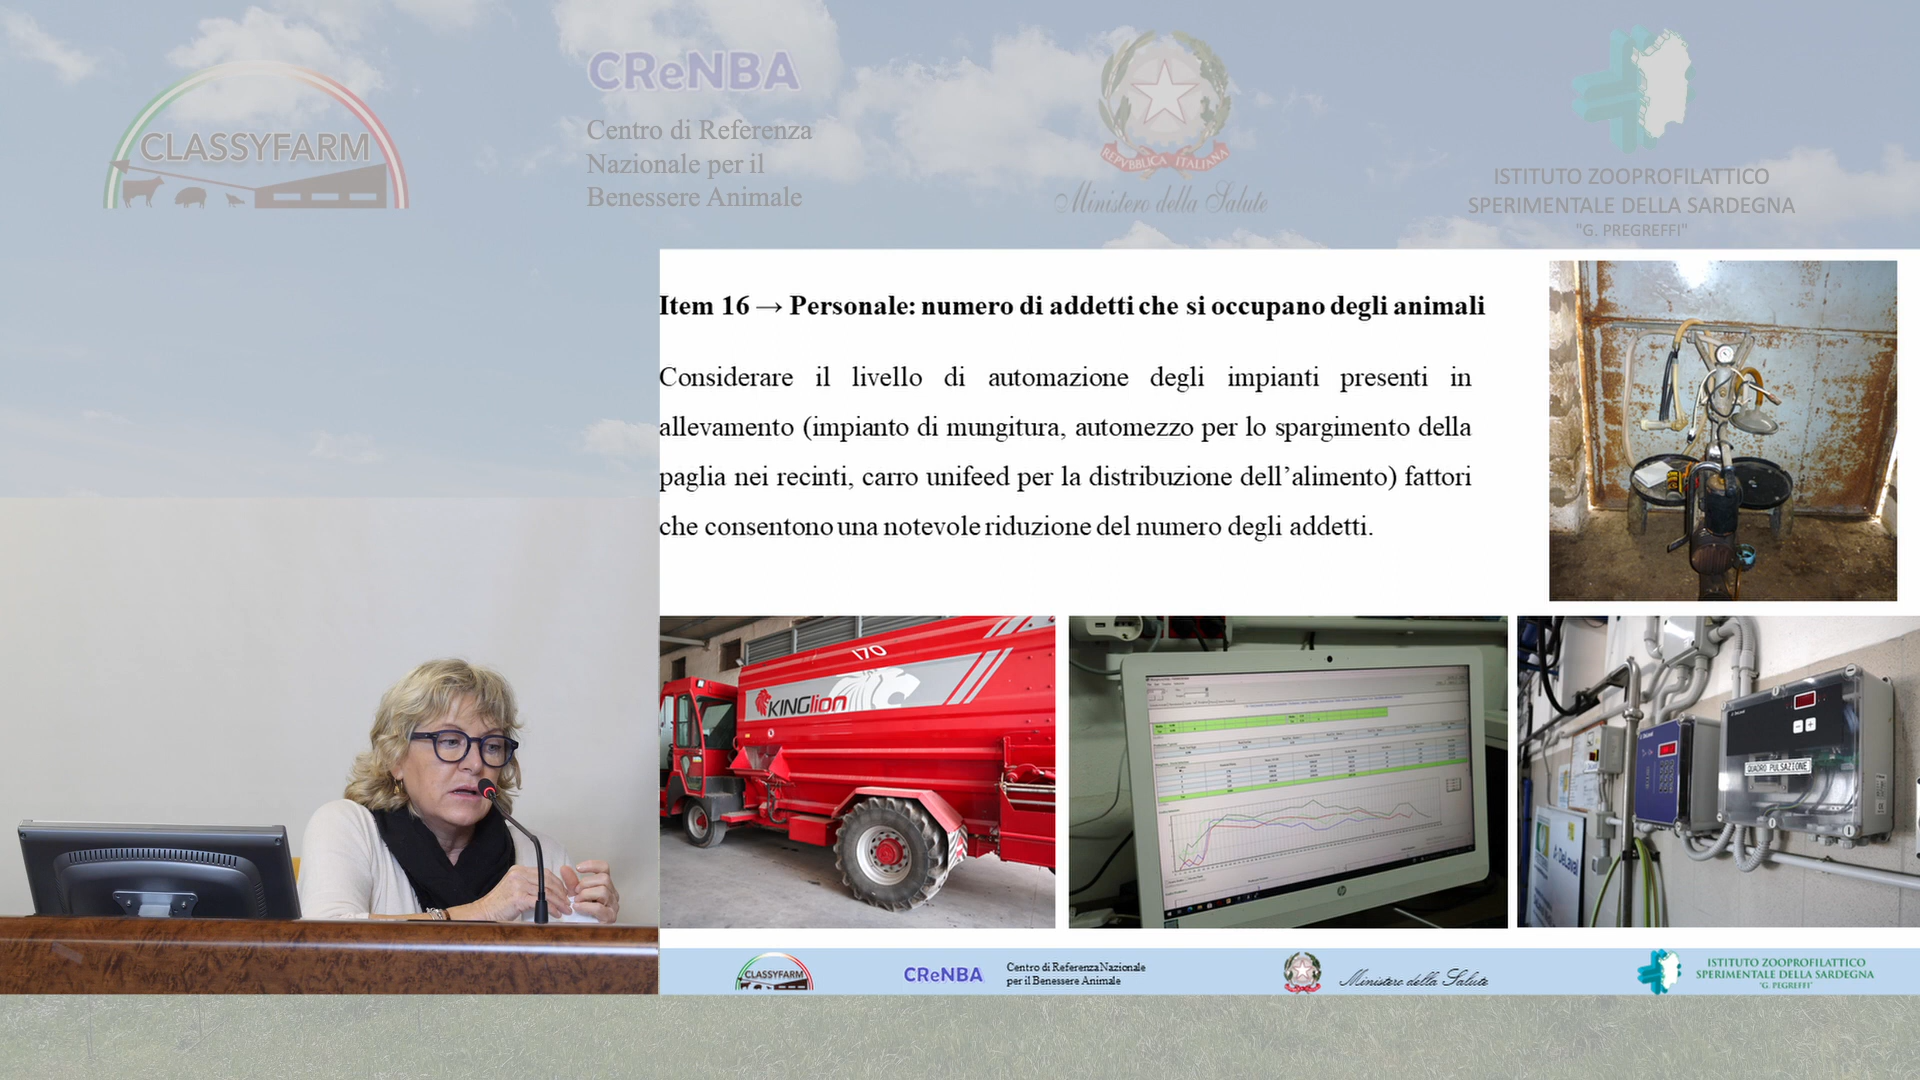 CLASSYFARM
CReNBA
Centro di Referenza
Nazionale per il
Benessere Animale
REPVBBLICA ITALIANA
Ministero della Salute
ISTITUTO ZOOPROFILATTICO
SPERIMENTALE DELLA SARDEGNA
"G. PREGREFFI"
Item 16 → Personale: numero di addetti che si occupano degli animali
Considerare il livello di automazione degli impianti presenti in
allevamento (impianto di mungitura, automezzo per lo spargimento della
paglia nei recinti, carro unifeed per la distribuzione dell’alimento) fattori
che consentono una notevole riduzione del numero degli addetti.
170
KINGlion
hp
DeLaval
QUADRO PULSAZIONE
DeLaval
CLASSYFARM
CReNBA
Centro di Referenza Nazionale
per il Benessere Animale
Ministero della Salute
ISTITUTO ZOOPROFILATTICO
SPERIMENTALE DELLA SARDEGNA
"G. PEGREFFI"